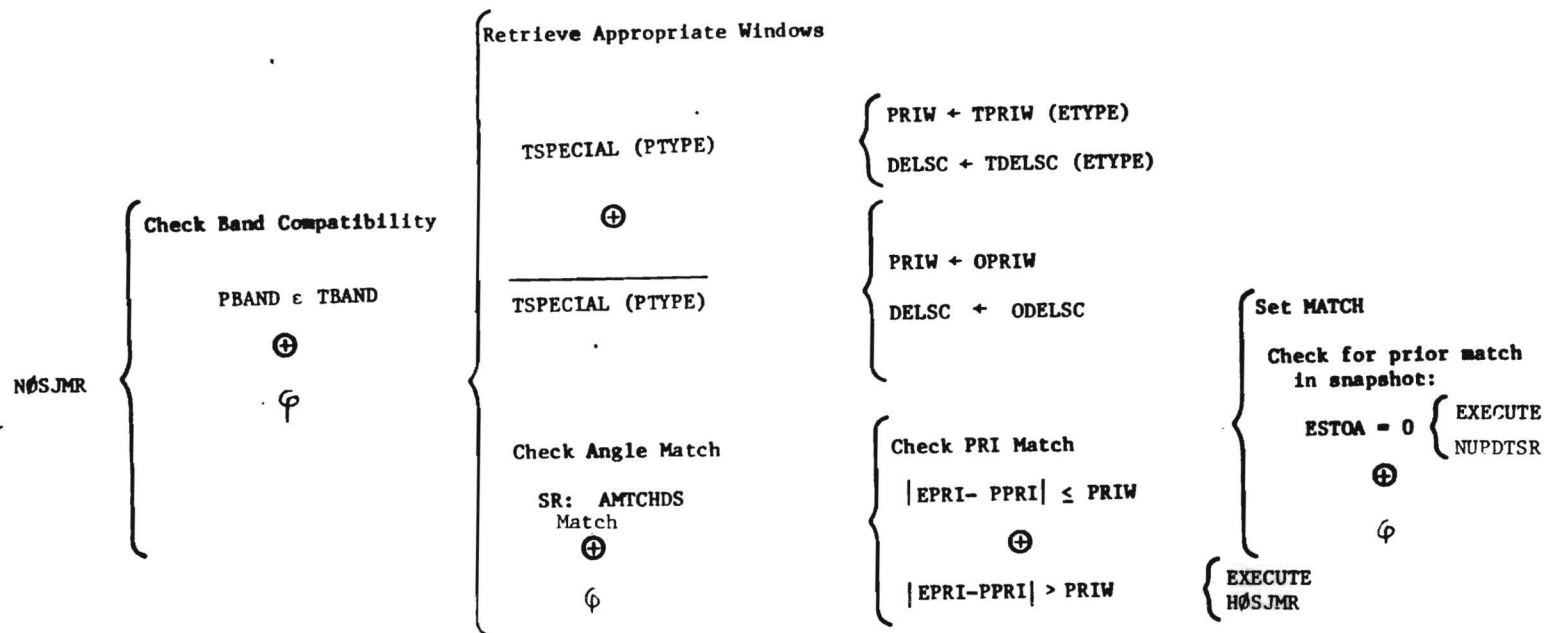 NØSJMR
Check Band Compatibility
PBAND ε TBAND
⊕
φ
Retrieve Appropriate Windows
TSPECIAL (PTYPE)
⊕
TSPECIAL (PTYPE)
PRIW ← TPRIW (ETYPE)
DELSC ← TDELSC (ETYPE)
PRIW ← OPRIW
DELSC ← ODELSC
Check Angle Match
SR: AMTCHDS
Match
⊕
φ
Check PRI Match
|EPRI- PPRI| ≤ PRIW
⊕
|EPRI-PPRI| > PRIW
Set MATCH
Check for prior match
in snapshot:
ESTOA = 0
EXECUTE
NUPDTSR
⊕
φ
EXECUTE
HØSJMR